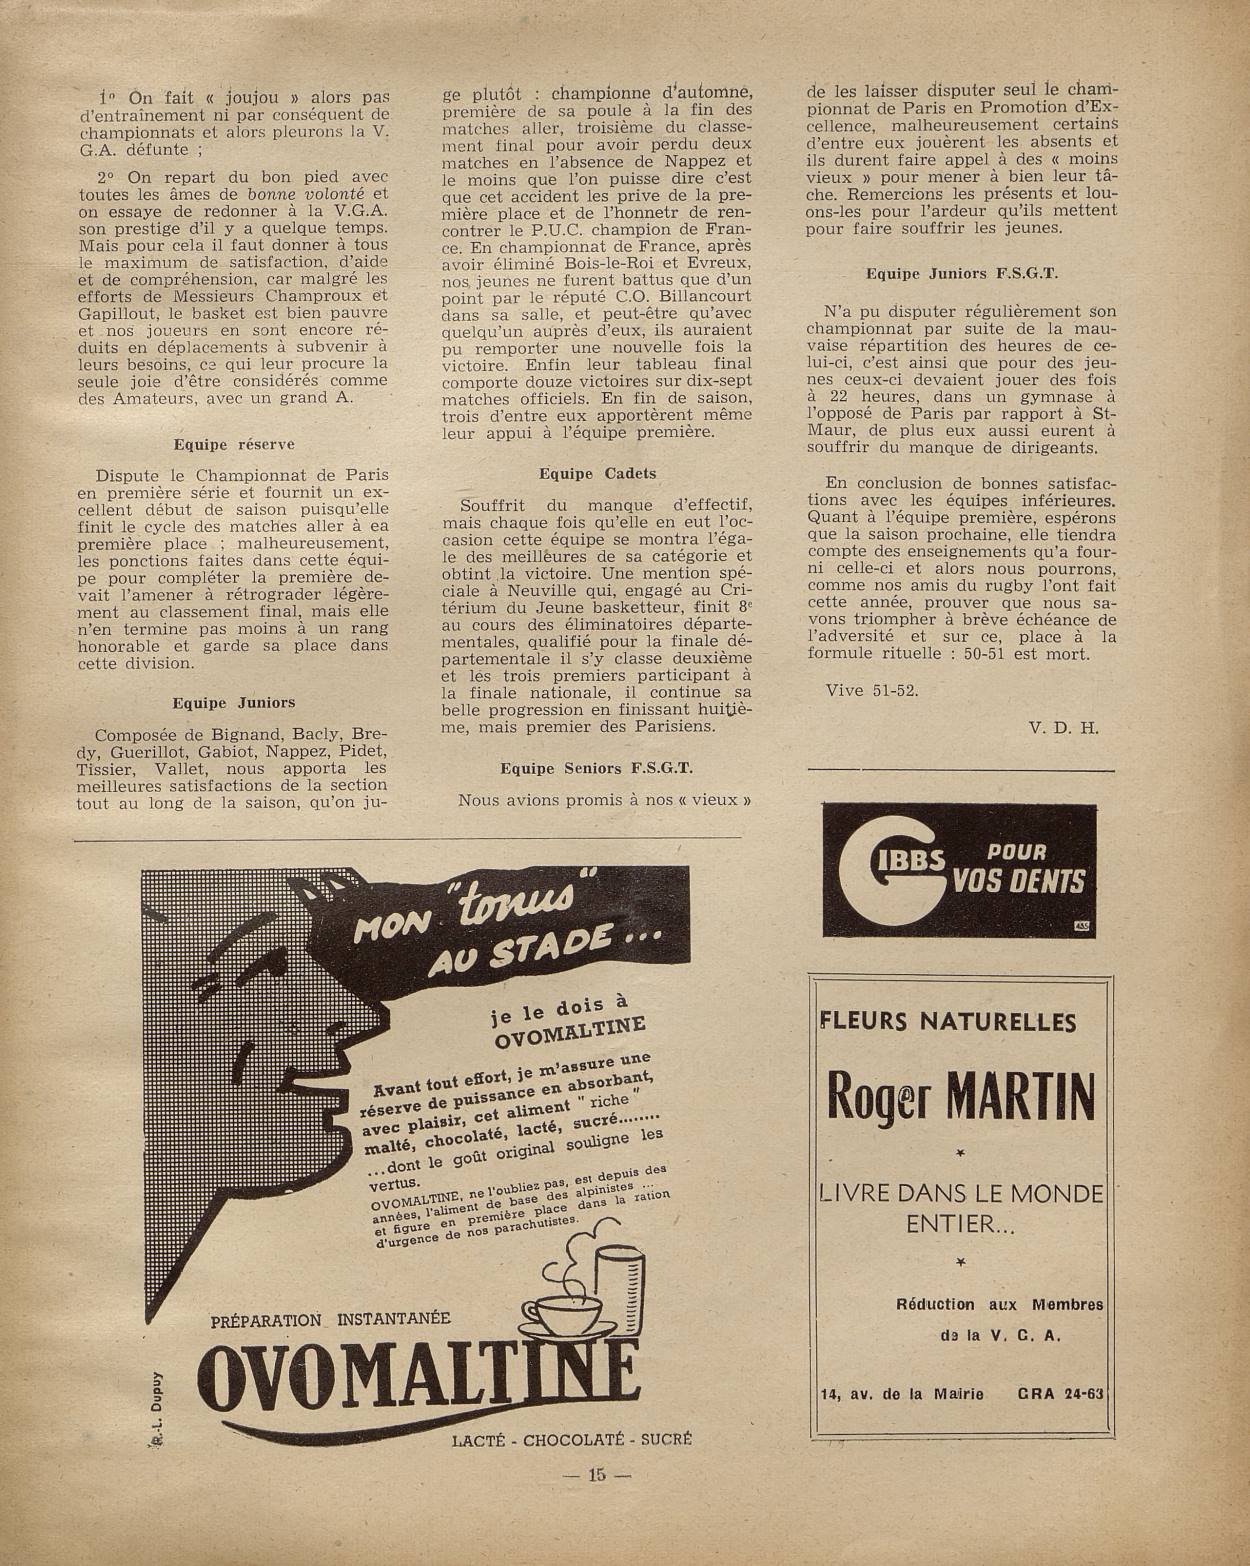 1º On fait « joujou » alors pas
d'entraînement ni par conséquent de
championnats et alors pleurons la V.
G.A. défunte ;
2º On repart du bon pied avec
toutes les âmes de bonne volonté et
on essaye de redonner à la V.G.A.
son prestige d'il y a quelque temps.
Mais pour cela il faut donner à tous
le maximum de satisfaction, d'aide
et de compréhension, car malgré les
efforts de Messieurs Champroux et
Gapillout, le basket est bien pauvre
et nos joueurs en sont encore ré-
duits en déplacements à subvenir à
leurs besoins, ce qui leur procure la
seule joie d'être considérés comme
des Amateurs, avec un grand A.
Equipe réserve
Dispute le Championnat de Paris
en première série et fournit un ex-
cellent début de saison puisqu'elle
finit le cycle des matches aller à ea
première place ; malheureusement,
les ponctions faites dans cette équi-
pe pour compléter la première de-
vait l'amener à rétrograder légère-
ment au classement final, mais elle
n'en termine pas moins à un rang
honorable et garde sa place dans
cette division.
Equipe Juniors
Composée de Bignand, Bacly, Bre-
dy, Guerillot, Gabiot, Nappez, Pidet,
Tissier, Vallet, nous apporta les
meilleures satisfactions de la section
tout au long de la saison, qu'on ju-
ge plutôt : championne d'automne,
première de sa poule à la fin des
matches aller, troisième du classe-
ment final pour avoir perdu deux
matches en l'absence de Nappez et
le moins que l'on puisse dire c'est
que cet accident les prive de la pre-
mière place et de l'honnetr de ren-
contrer le P.U.C. champion de Fran-
ce. En championnat de France, après
avoir éliminé Bois-le-Roi et Evreux,
nos jeunes ne furent battus que d'un
point par le réputé C.O. Billancourt
dans sa salle, et peut-être qu'avec
quelqu'un auprès d'eux, ils auraient
pu remporter une nouvelle fois la
victoire. Enfin leur tableau final
comporte douze victoires sur dix-sept
matches officiels. En fin de saison,
trois d'entre eux apportèrent même
leur appui à l'équipe première.
Equipe Cadets
Souffrit du manque d'effectif,
mais chaque fois qu'elle en eut l'oc-
casion cette équipe se montra l'éga-
le des meilleures de sa catégorie et
obtint la victoire. Une mention spé-
ciale à Neuville qui, engagé au Cri-
térium du Jeune basketteur, finit 8e
au cours des éliminatoires départe-
mentales, qualifié pour la finale dé-
partementale il s'y classe deuxième
et les trois premiers participant à
la finale nationale, il continue sa
belle progression en finissant huitiè-
me, mais premier des Parisiens.
Equipe Seniors F.S.G.T.
Nous avions promis à nos « vieux »
de les laisser disputer seul le cham-
pionnat de Paris en Promotion d'Ex-
cellence, malheureusement certains
d'entre eux jouèrent les absents et
ils durent faire appel à des « moins
vieux » pour mener à bien leur tâ-
che. Remercions les présents et lou-
ons-les pour l'ardeur qu'ils mettent
pour faire souffrir les jeunes.
Equipe Juniors F.S.G.T.
N'a pu disputer régulièrement son
championnat par suite de la mau-
vaise répartition des heures de ce-
lui-ci, c'est ainsi que pour des jeu-
nes ceux-ci devaient jouer des fois
à 22 heures, dans un gymnase à
l'opposé de Paris par rapport à St-
Maur, de plus eux aussi eurent à
souffrir du manque de dirigeants.
En conclusion de bonnes satisfac-
tions avec les équipes inférieures.
Quant à l'équipe première, espérons
que la saison prochaine, elle tiendra
compte des enseignements qu'a four-
ni celle-ci et alors nous pourrons,
comme nos amis du rugby l'ont fait
cette année, prouver que nous sa-
vons triompher à brève échéance de
l'adversité et sur ce, place à la
formule rituelle : 50-51 est mort.
Vive 51-52.
V. D. H.
MON "tonus"
AU STADE...
je le dois à
OVOMALTINE
Avant tout effort, je m'assure une
réserve de puissance en absorbant,
avec plaisir, cet aliment " riche "
malté, chocolaté, lacté, sucré........
...dont le goût original souligne les
vertus.
OVOMALTINE, ne l'oubliez pas, est depuis des
années, l'aliment de base des alpinistes ...
et figure en première place dans la ration
d'urgence de nos parachutistes.
PRÉPARATION INSTANTANÉE
OVOMALTINE
LACTÉ - CHOCOLATÉ - SUCRÉ
R.-L. Dupuy
GIBBS POUR
VOS DENTS
FLEURS NATURELLES
Roger MARTIN
*
LIVRE DANS LE MONDE
ENTIER...
*
Réduction aux Membres
de la V. G. A.
14, av. de la Mairie GRA 24-63
— 15 —